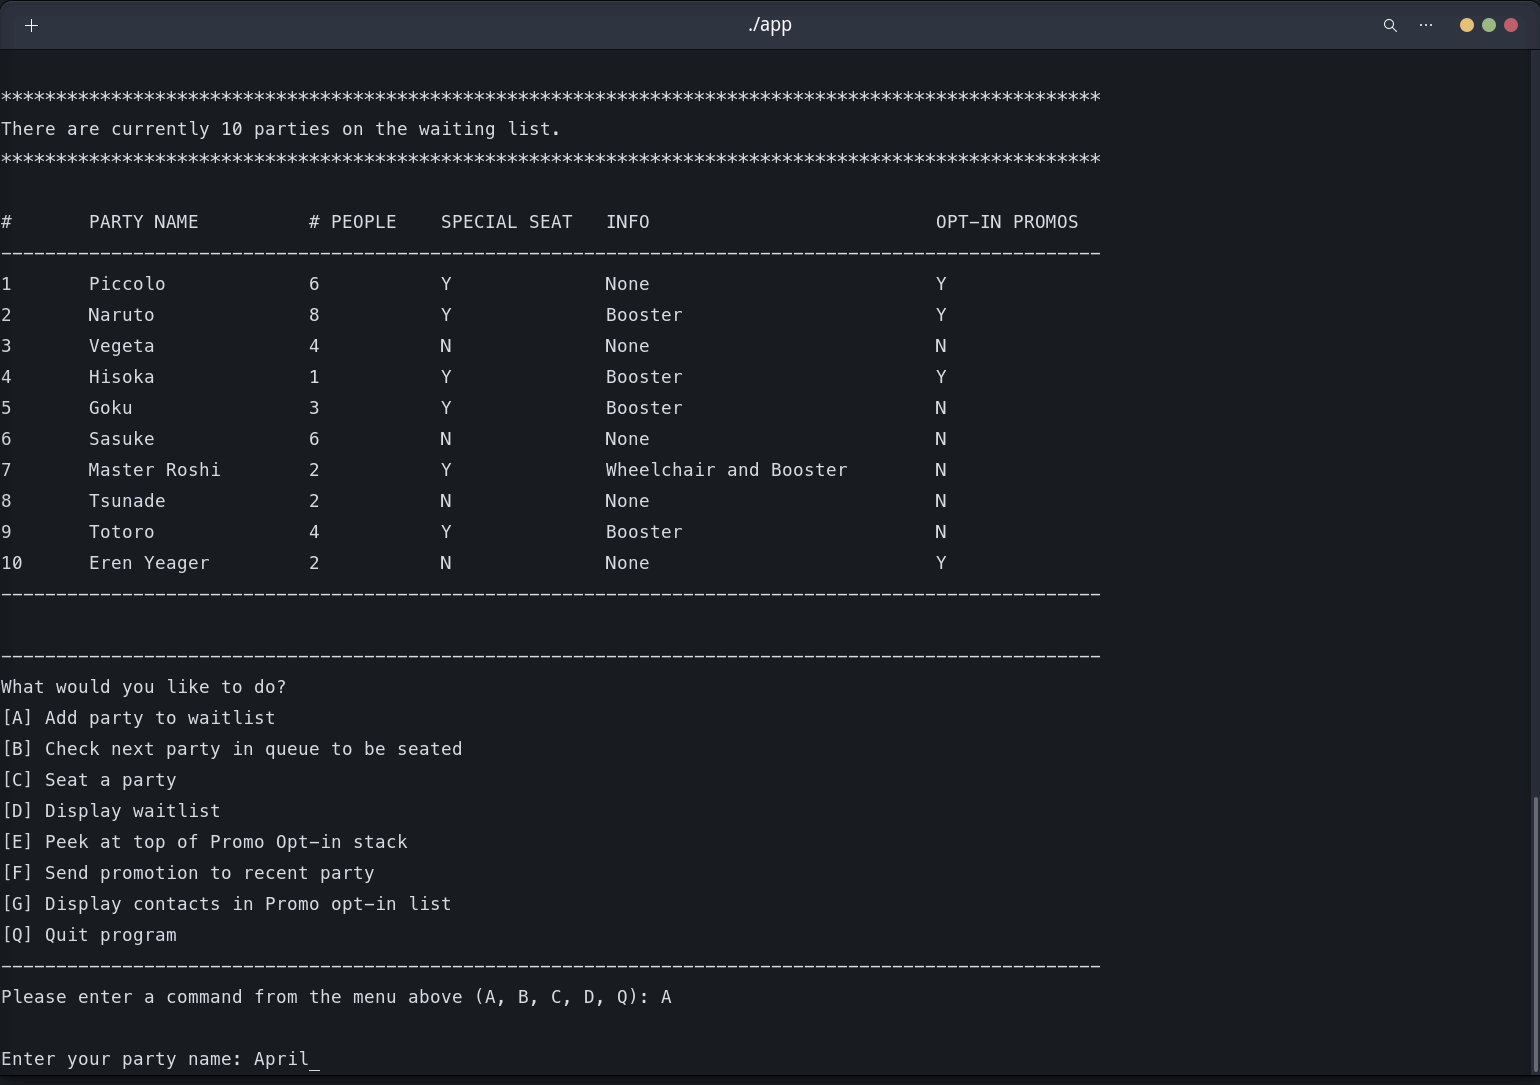 ./app
****************************************************************************************************
There are currently 10 parties on the waiting list.
****************************************************************************************************
# PARTY NAME # PEOPLE SPECIAL SEAT INFO OPT-IN PROMOS
----------------------------------------------------------------------------------------------------
1 Piccolo 6 Y None Y
2 Naruto 8 Y Booster Y
3 Vegeta 4 N None N
4 Hisoka 1 Y Booster Y
5 Goku 3 Y Booster N
6 Sasuke 6 N None N
7 Master Roshi 2 Y Wheelchair and Booster N
8 Tsunade 2 N None N
9 Totoro 4 Y Booster N
10 Eren Yeager 2 N None Y
----------------------------------------------------------------------------------------------------
----------------------------------------------------------------------------------------------------
What would you like to do?
[A] Add party to waitlist
[B] Check next party in queue to be seated
[C] Seat a party
[D] Display waitlist
[E] Peek at top of Promo Opt-in stack
[F] Send promotion to recent party
[G] Display contacts in Promo opt-in list
[Q] Quit program
----------------------------------------------------------------------------------------------------
Please enter a command from the menu above (A, B, C, D, Q): A
Enter your party name: April_